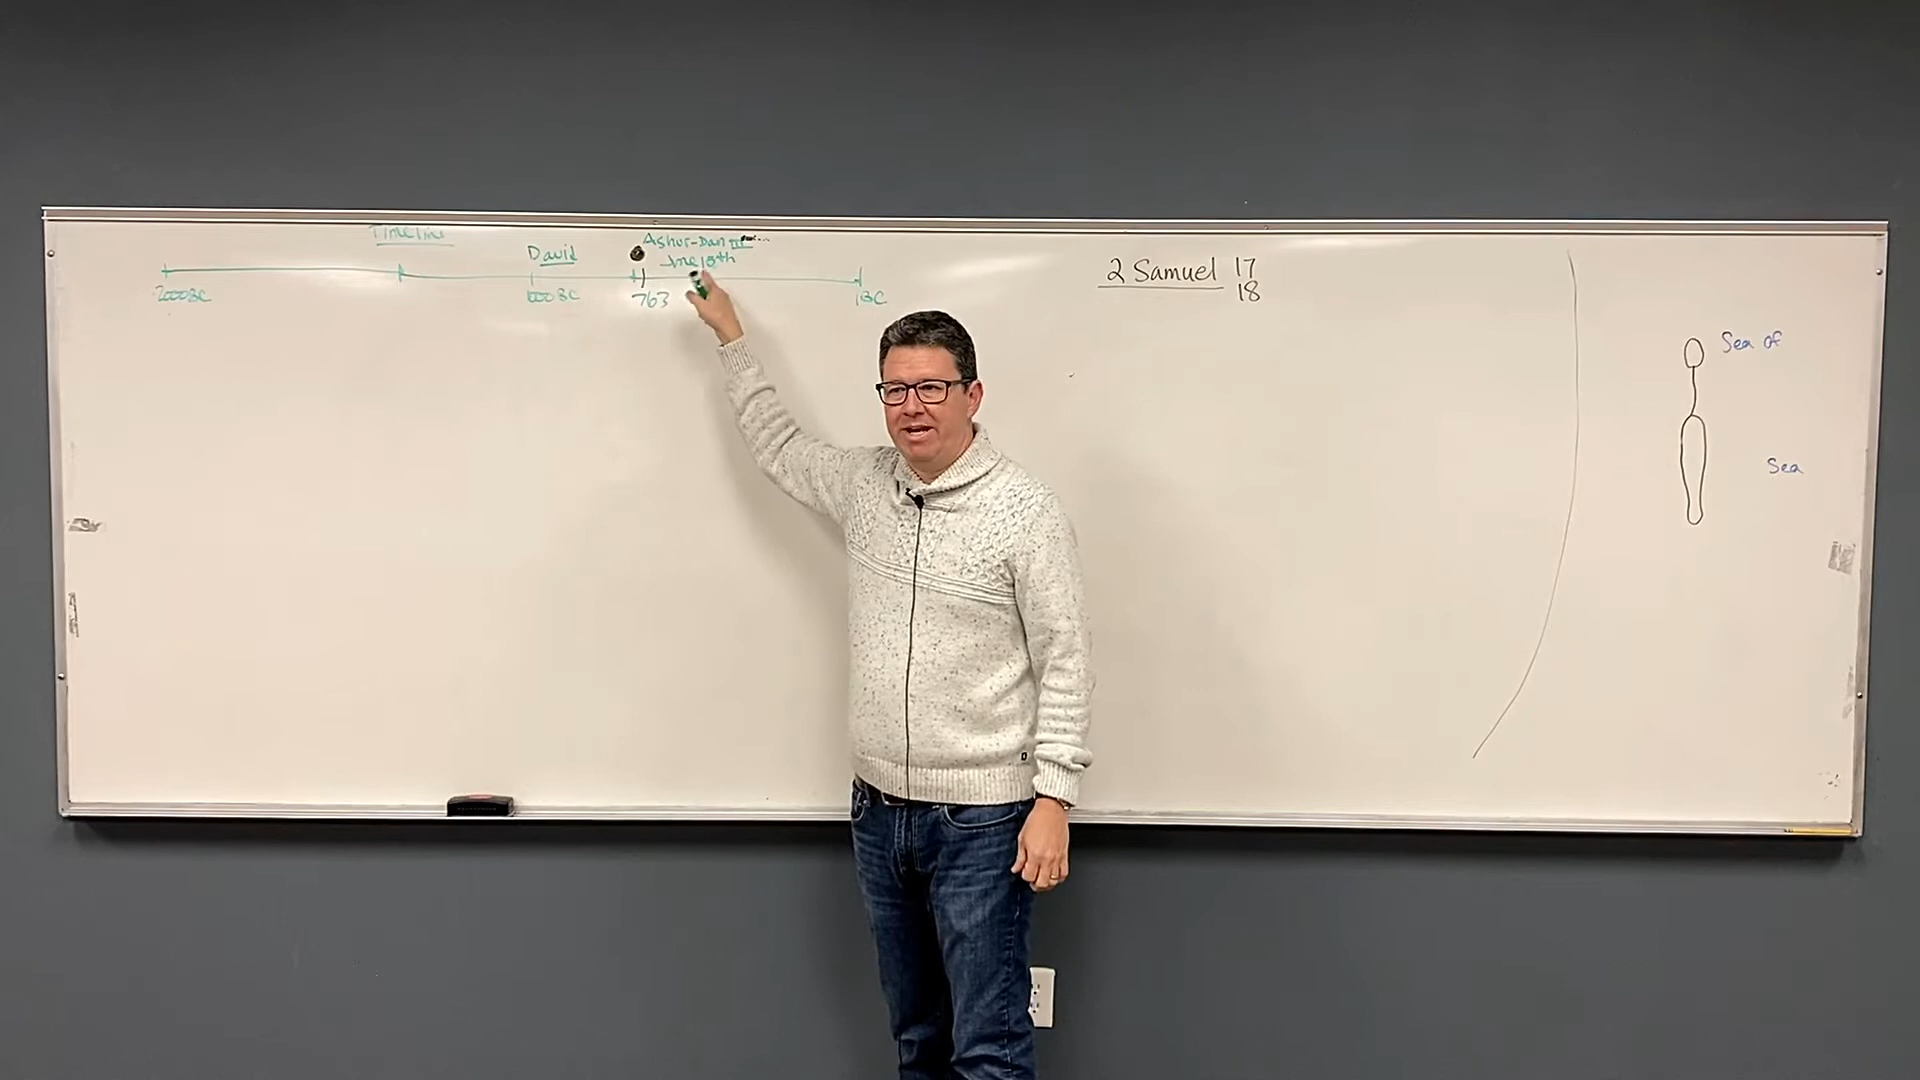 Timeline
David
Ashur-Dan III
June 15th
2000BC
1000BC
763
1BC
2 Samuel 17
18
Sea of
Sea